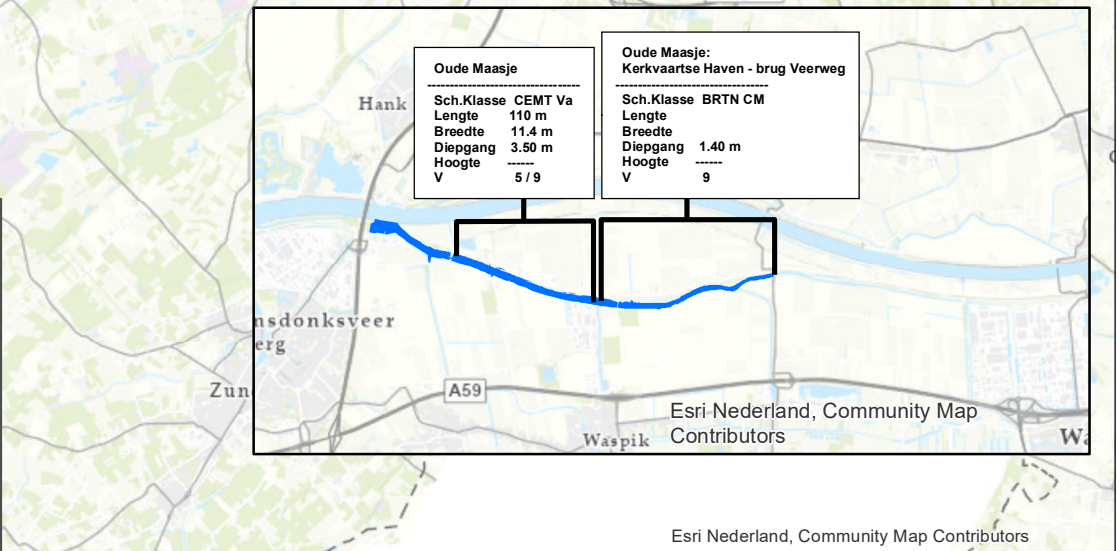 Oude Maasje
-----------------------------------
Sch.Klasse CEMT Va
Lengte 110 m
Breedte 11.4 m
Diepgang 3.50 m
Hoogte ------
V 5 / 9
Oude Maasje:
Kerkvaartse Haven - brug Veerweg
-----------------------------------
Sch.Klasse BRTN CM
Lengte
Breedte
Diepgang 1.40 m
Hoogte ------
V 9
Hank
nsdonksveer
erg
Zun
A59
Waspik
Wa
Esri Nederland, Community Map
Contributors
Esri Nederland, Community Map Contributors